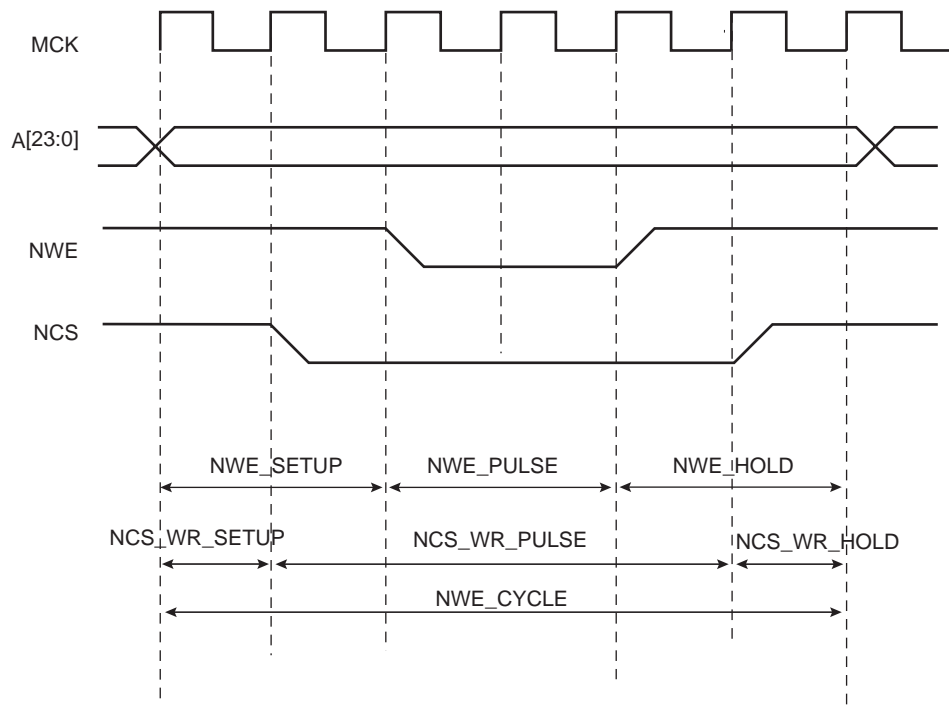 MCK
A[23:0]
NWE
NCS
NWE_SETUP NWE_PULSE NWE_HOLD
NCS_WR_SETUP NCS_WR_PULSE NCS_WR_HOLD
NWE_CYCLE